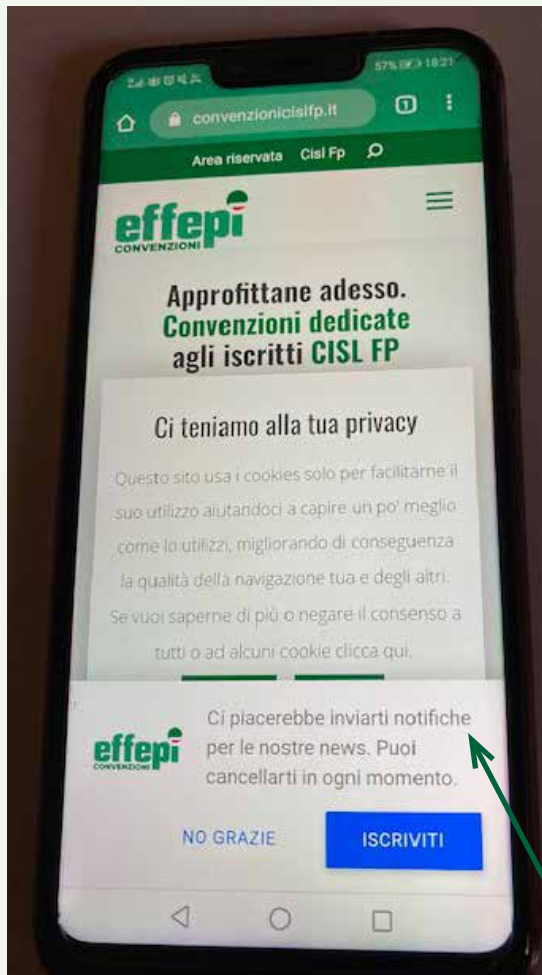 57% 18:21
convenzionicislfp.it
1
Area riservata Cisl Fp
effepi
CONVENZIONI
Approfittane adesso.
Convenzioni dedicate
agli iscritti CISL FP
Ci teniamo alla tua privacy
Questo sito usa i cookies solo per facilitarne il
suo utilizzo aiutandoci a capire un po' meglio
come lo utilizzi, migliorando di conseguenza
la qualità della navigazione tua e degli altri.
Se vuoi saperne di più o negare il consenso a
tutti o ad alcuni cookie clicca qui.
effepi
CONVENZIONI
Ci piacerebbe inviarti notifiche
per le nostre news. Puoi
cancellarti in ogni momento.
NO GRAZIE
ISCRIVITI